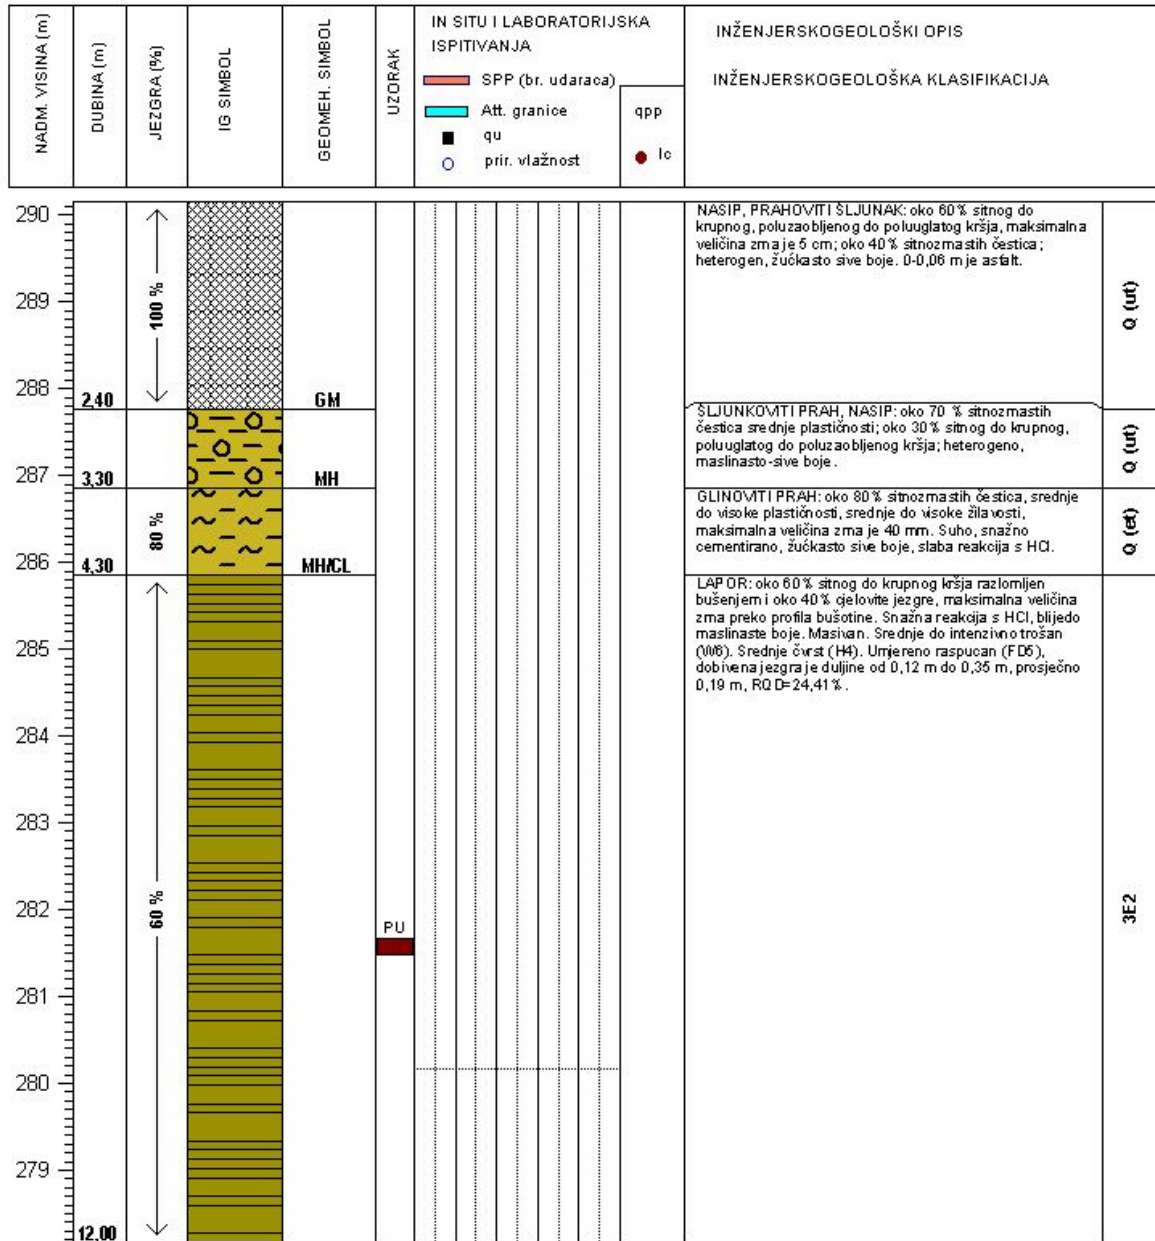 NADM. VISINA (m)
DUBINA (m)
JEZGRA (%)
IG SIMBOL
GEOMEH. SIMBOL
UZORAK
IN SITU I LABORATORIJSKA
ISPITIVANJA
SPP (br. udaraca)
Att. granice
qu
prir. vlažnost
qpp
Ic
INŽENJERSKOGEOLOŠKI OPIS
INŽENJERSKOGEOLOŠKA KLASIFIKACIJA
290
289
288
287
286
285
284
283
282
281
280
279
2,40
3,30
4,30
12,00
100 %
80 %
60 %
GM
MH
MH/CL
PU
NASIP, PRAHOVITI ŠLJUNAK: oko 60% sitnog do
krupnog, poluzaobljenog do poluuglatog kršja, maksimalna
veličina zrna je 5 cm; oko 40% sitnozrnastih čestica;
heterogen, žućkasto sive boje. 0-0,06 m je asfalt.
Q (ut)
ŠLJUNKOVITI PRAH, NASIP: oko 70 % sitnozrnastih
čestica srednje plastičnosti; oko 30% sitnog do krupnog,
poluuglatog do poluzaobljenog kršja; heterogeno,
maslinasto-sive boje.
Q (ut)
GLINOVITI PRAH: oko 80% sitnozrnastih čestica, srednje
do visoke plastičnosti, srednje do visoke žilavosti,
maksimalna veličina zrna je 40 mm. Suho, snažno
cementirano, žućkasto sive boje, slaba reakcija s HCl.
Q (et)
LAPOR: oko 60% sitnog do krupnog kršja razlomljen
bušenjem i oko 40% cjelovite jezgre, maksimalna veličina
zrna preko profila bušotine. Snažna reakcija s HCl, blijedo
maslinaste boje. Masivan. Srednje do intenzivno trošan
(W6). Srednje čvrst (H4). Umjereno raspucan (FD5),
dobivena jezgra je duljine od 0,12 m do 0,35 m, prosječno
0,19 m, RQD=24,41%.
3E2